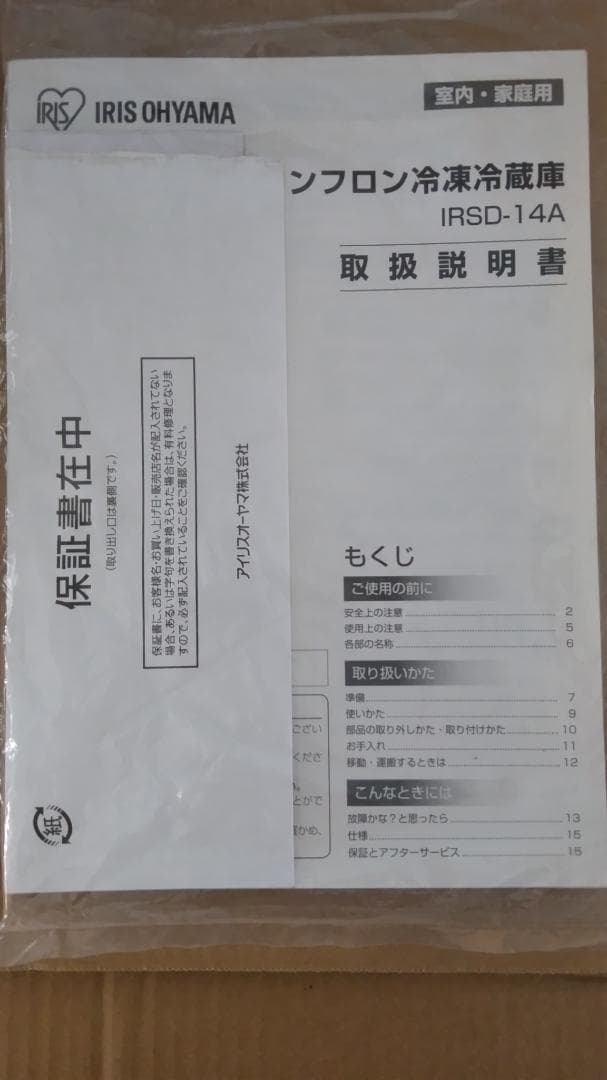 IRIS
IRIS OHYAMA
室内・家庭用
ンフロン冷凍冷蔵庫
IRSD-14A
取扱説明書
保証書在中
(取り出し口は裏側です。)
保証書に、お客様名・お買い上げ日・販売店名が記入されてない
場合、あるいは字句を書き換えられた場合は、有料修理となりま
すので、必ず記入されていることをご確認ください。
アイリスオーヤマ株式会社
紙
もくじ
ご使用の前に
安全上の注意 2
使用上の注意 5
各部の名称 6
取り扱いかた
準備 7
使いかた 9
部品の取り外しかた・取り付けかた 10
お手入れ 11
移動・運搬するときは 12
こんなときには
故障かな?と思ったら 13
仕様 15
保証とアフターサービス 15
ござい
くださ
とがで